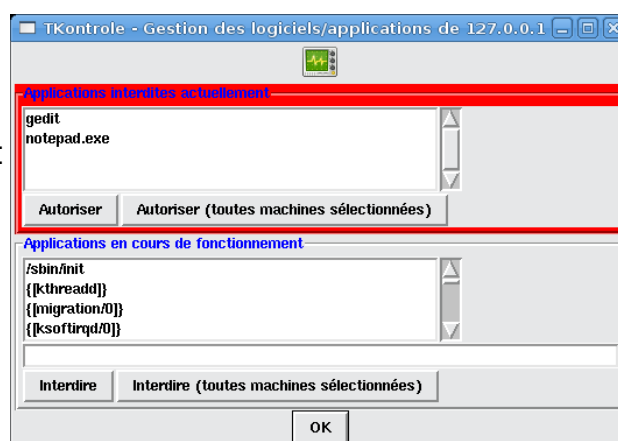 TKontrole - Gestion des logiciels/applications de 127.0.0.1
Applications interdites actuellement
gedit
notepad.exe
:
Autoriser Autoriser (toutes machines sélectionnées)
Applications en cours de fonctionnement
/sbin/init
{[kthreadd]}
{[migration/0]}
{[ksoftirqd/0]}
Interdire Interdire (toutes machines sélectionnées)
OK